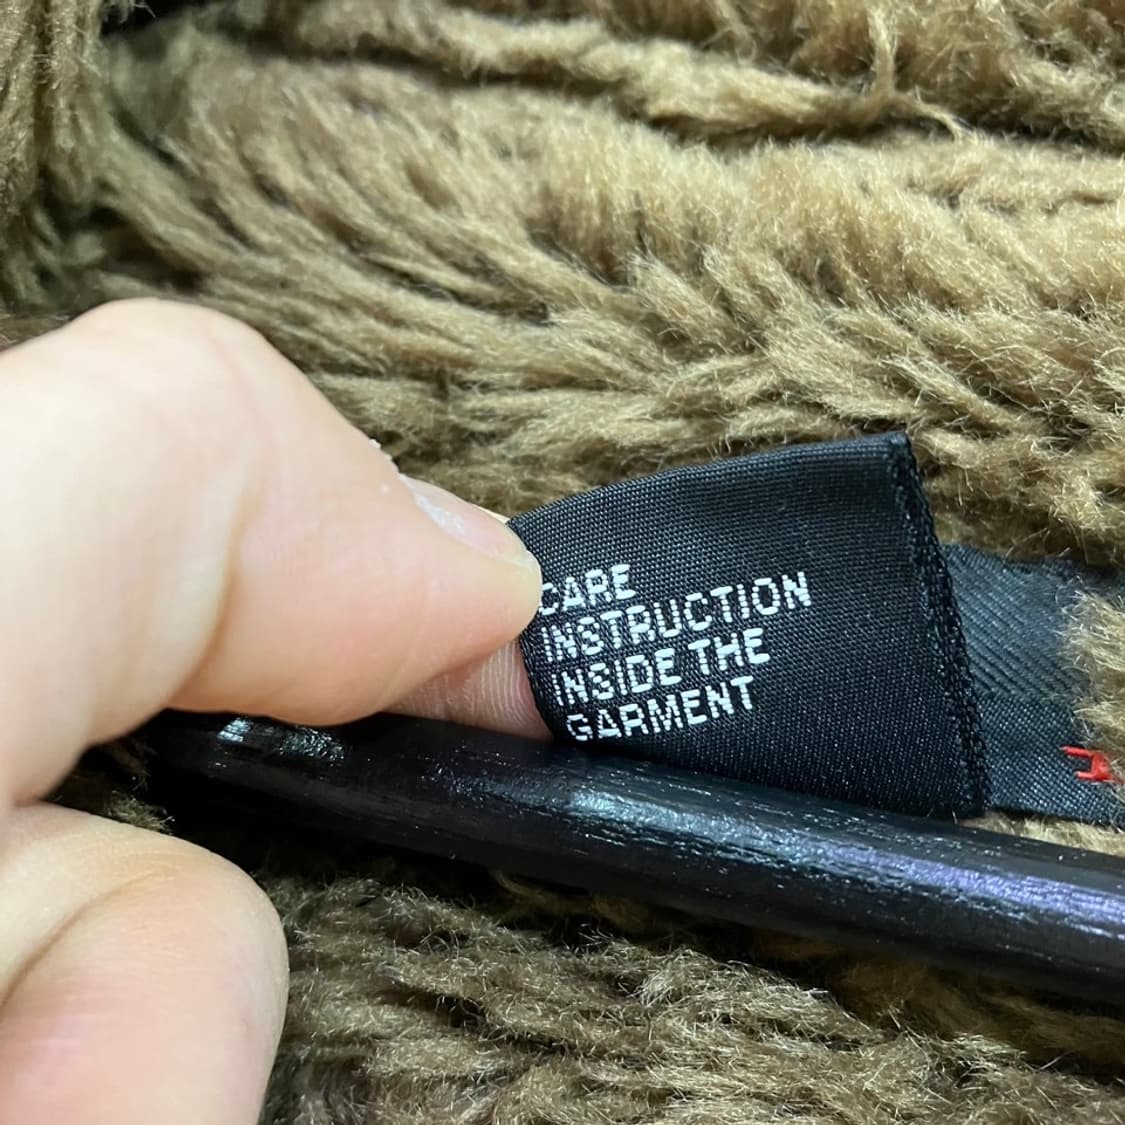 CARE
INSTRUCTION
INSIDE THE
GARMENT